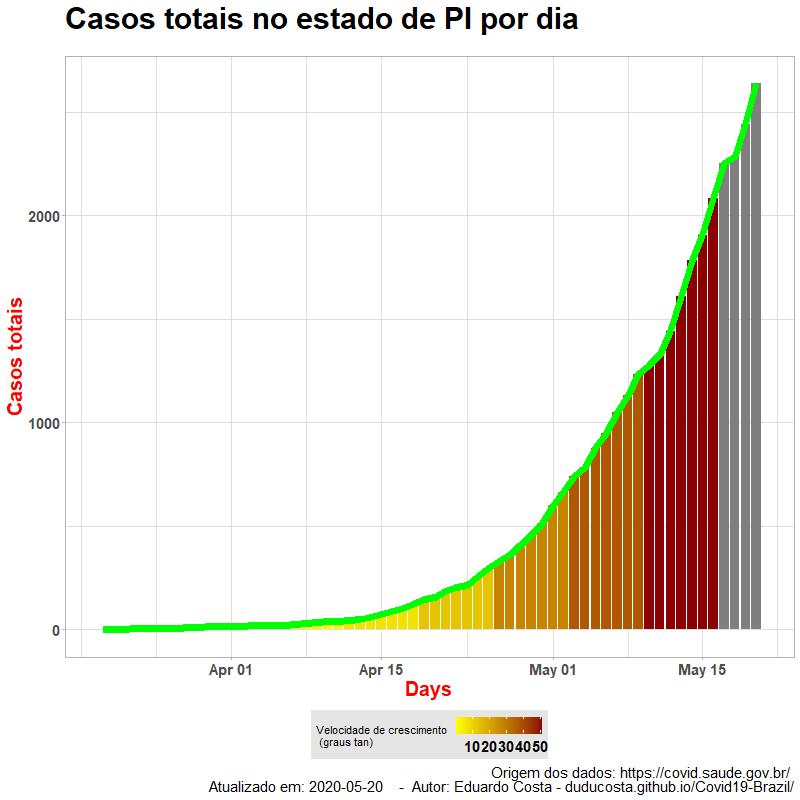 Casos totais no estado de PI por dia
Casos totais
2000
1000
0
Apr 01 Apr 15 May 01 May 15
Days
Velocidade de crescimento
(graus tan)
1020304050
Origem dos dados: https://covid.saude.gov.br/
Atualizado em: 2020-05-20 - Autor: Eduardo Costa - duducosta.github.io/Covid19-Brazil/